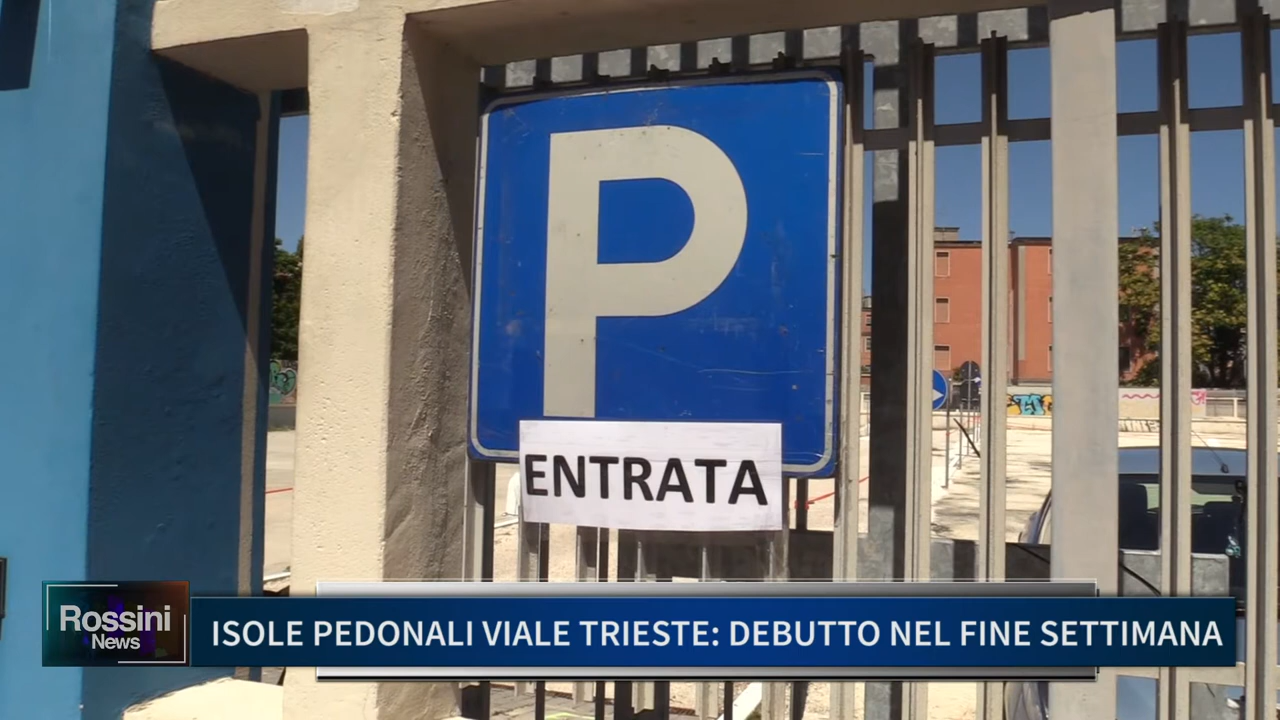 P
ENTRATA
Rossini
News
ISOLE PEDONALI VIALE TRIESTE: DEBUTTO NEL FINE SETTIMANA